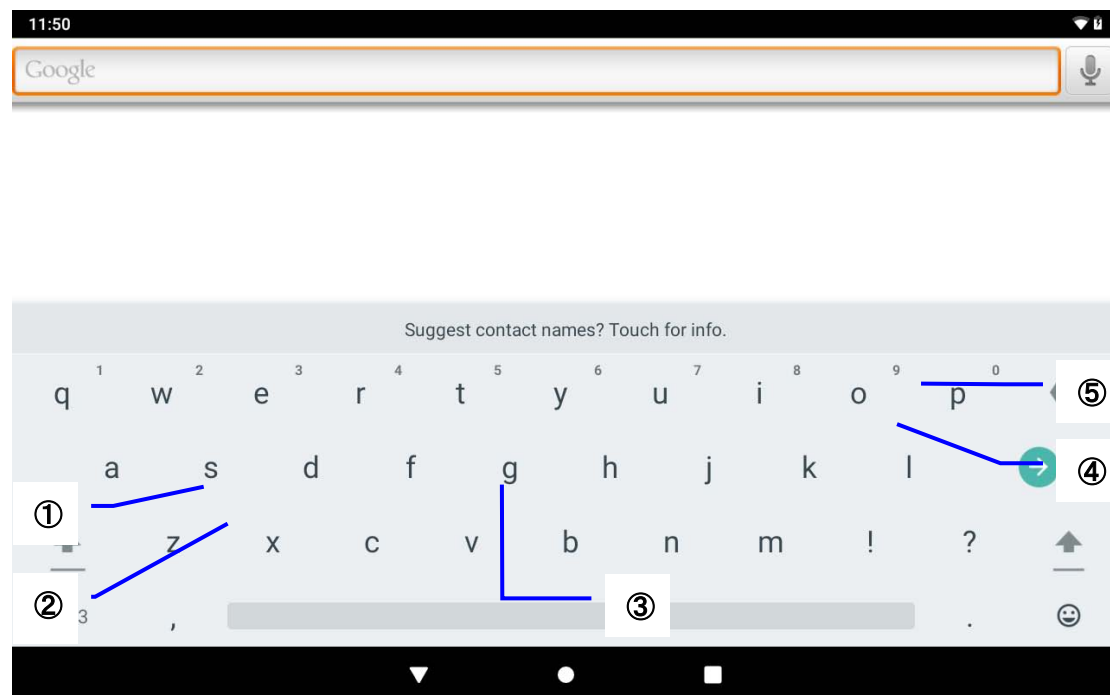 11:50
Google
Suggest contact names? Touch for info.
q 1 w 2 e 3 r 4 t 5 y 6 u 7 i 8 o 9 p 0 ⑤
a s d f g h j k l ④
①
z x c v b n m ! ?
② 3 , ③ .